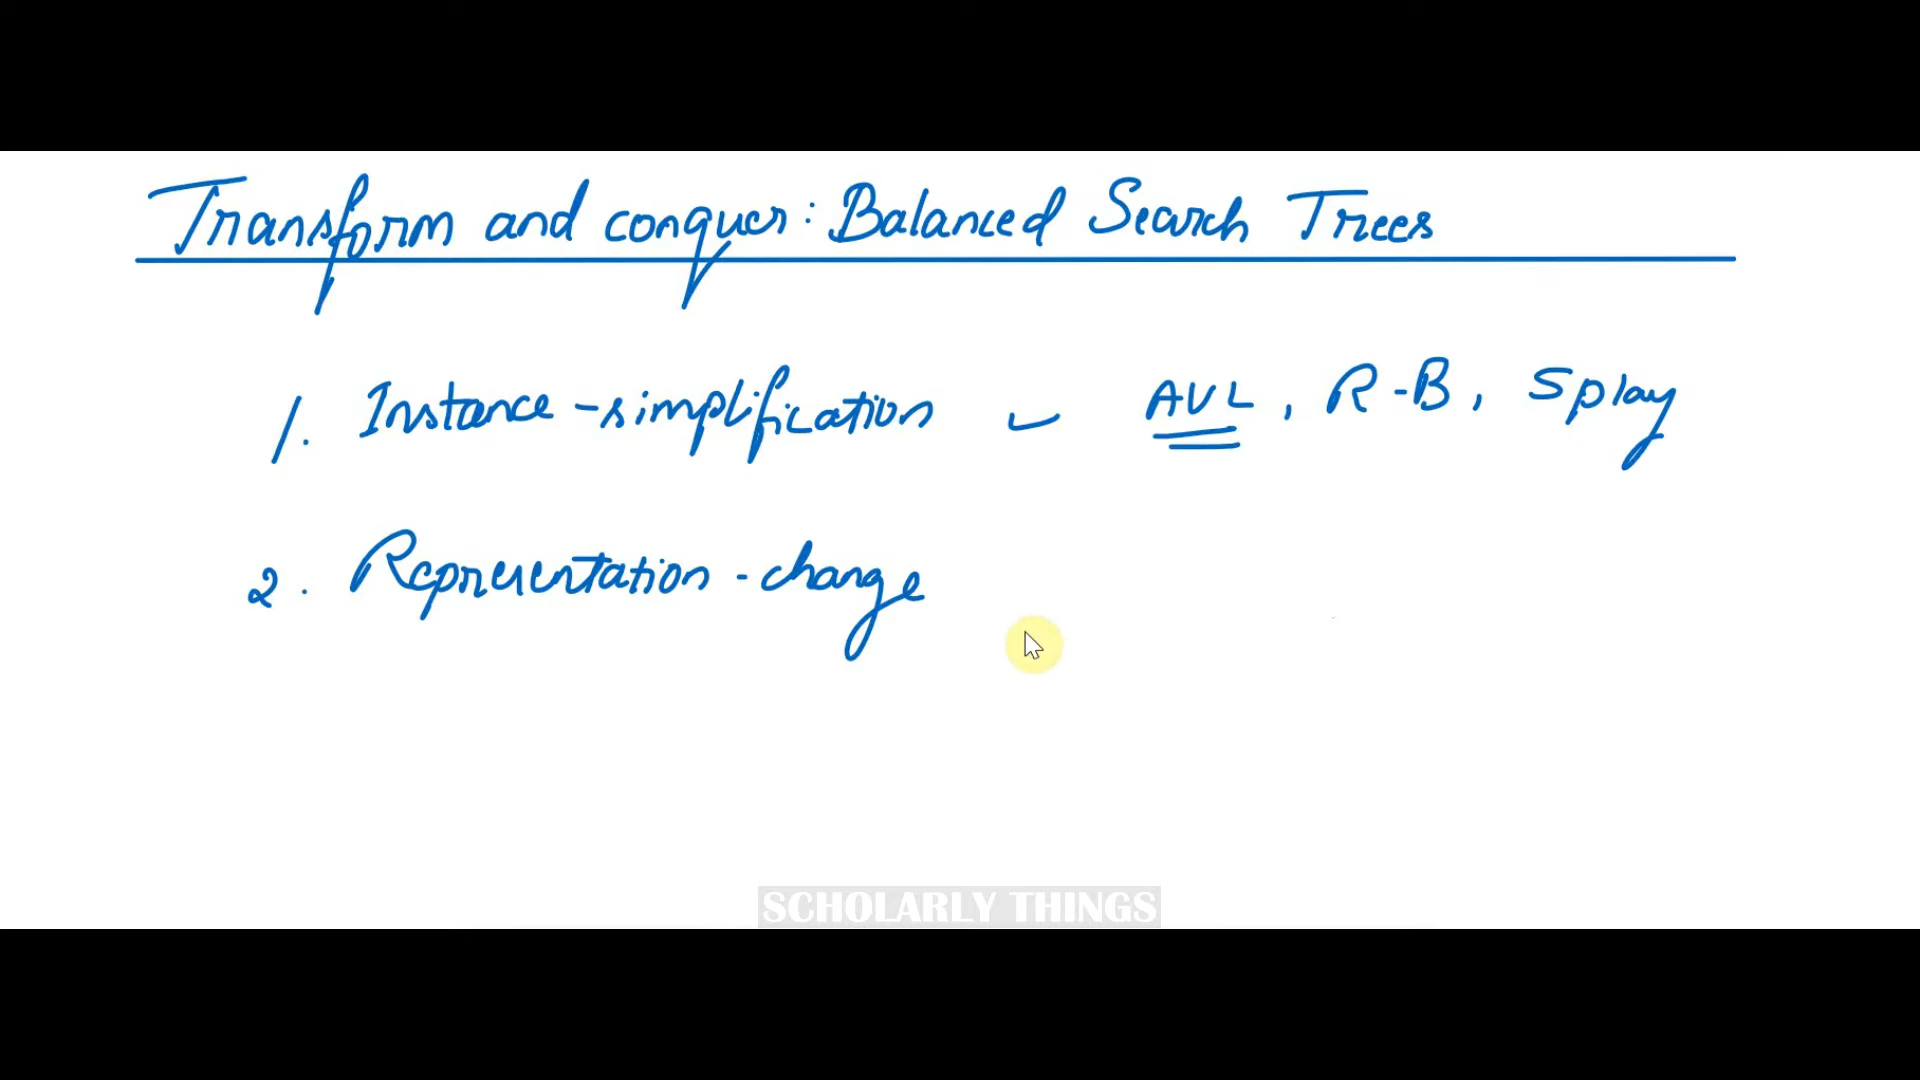 Transform and conquer: Balanced Search Trees
1. Instance-simplification - AVL, R-B, Splay
2. Representation-change
SCHOLARLY THINGS